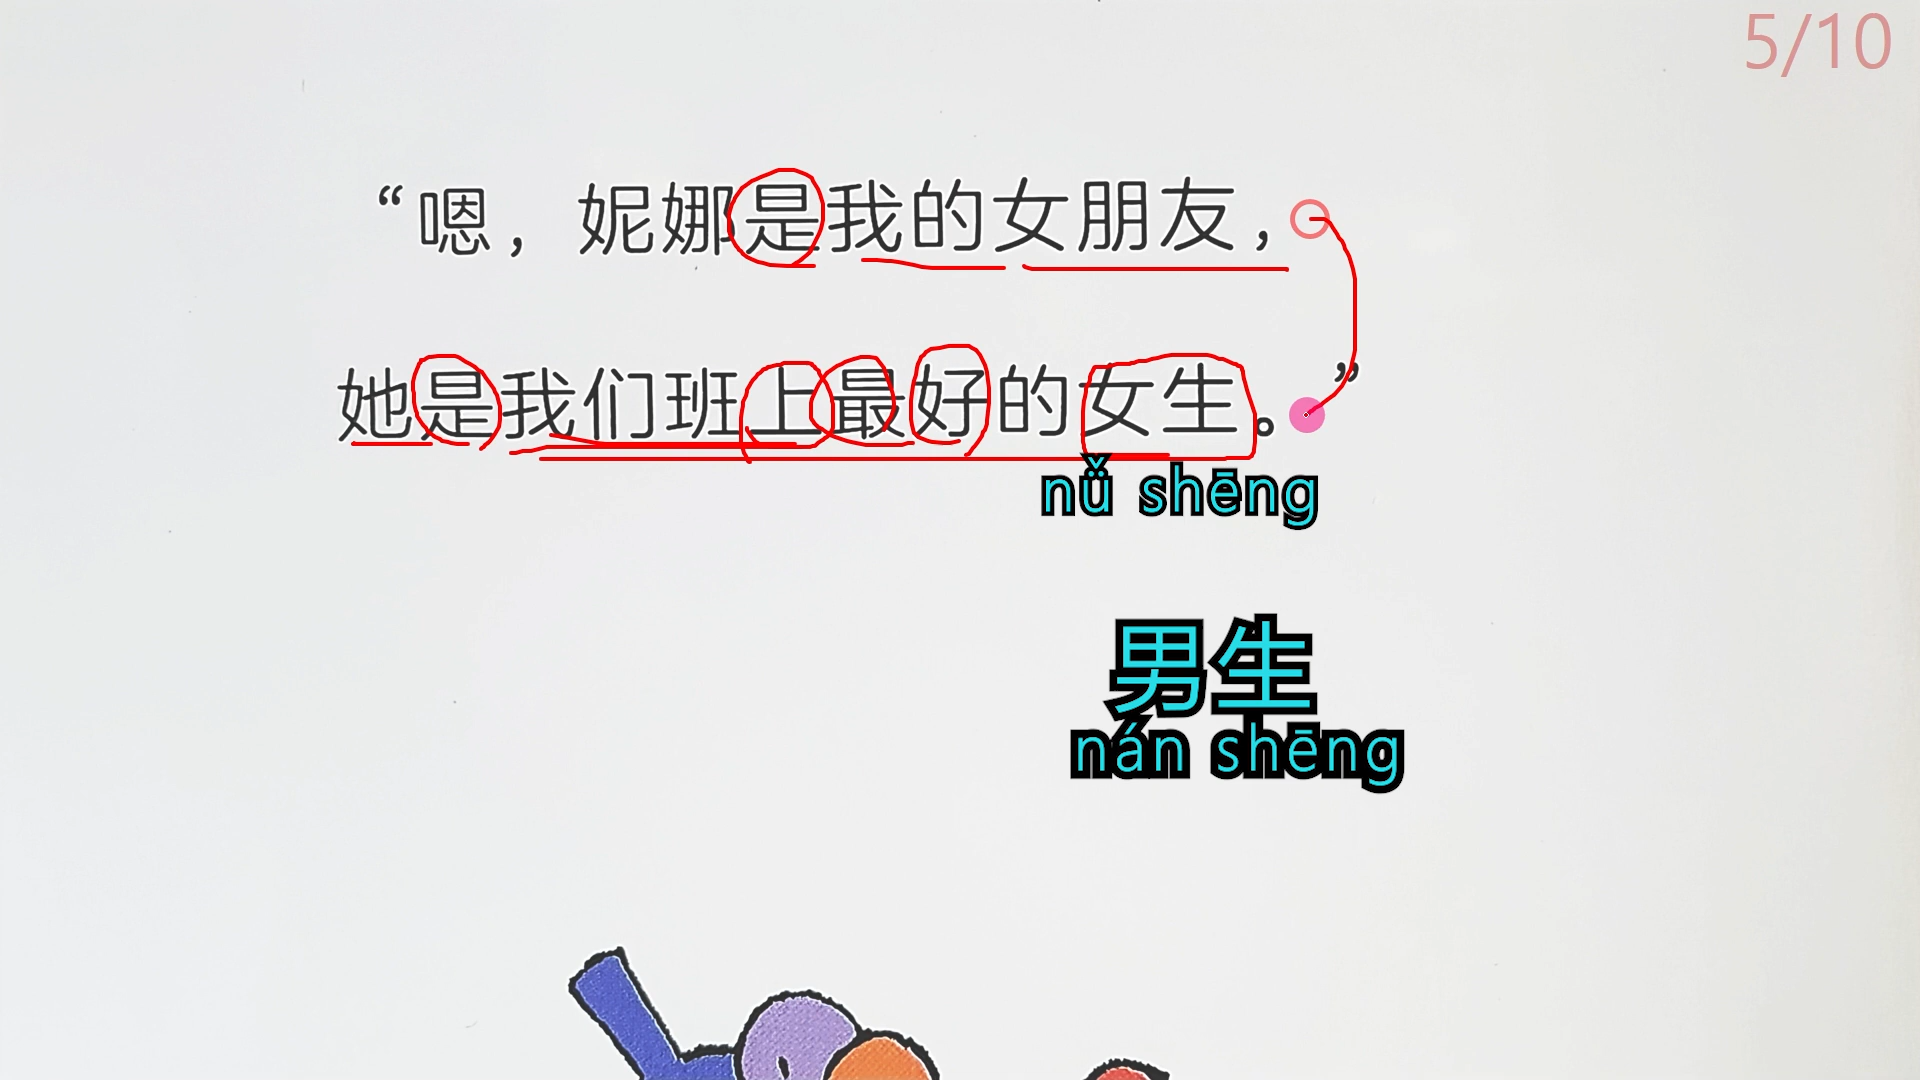 5/10
“嗯，妮娜是我的女朋友，
她是我们班上最好的女生。”
nǚ shēng
男生
nán shēng